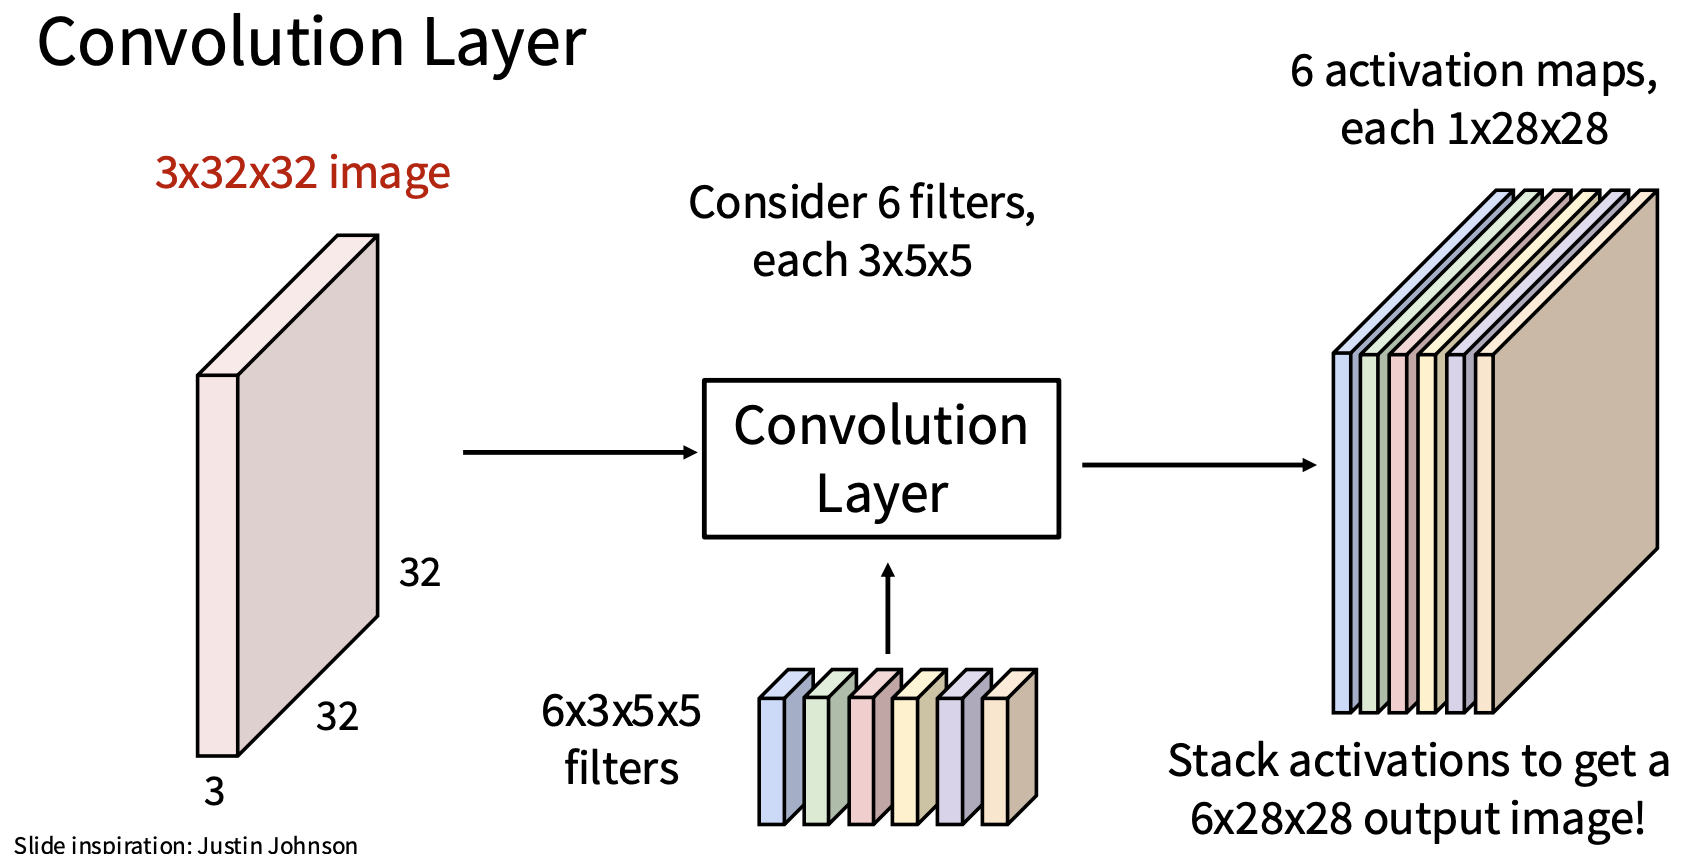 Convolution Layer
3x32x32 image
32
32
3
Consider 6 filters,
each 3x5x5
Convolution
Layer
6x3x5x5
filters
6 activation maps,
each 1x28x28
Stack activations to get a
6x28x28 output image!
Slide inspiration: Justin Johnson